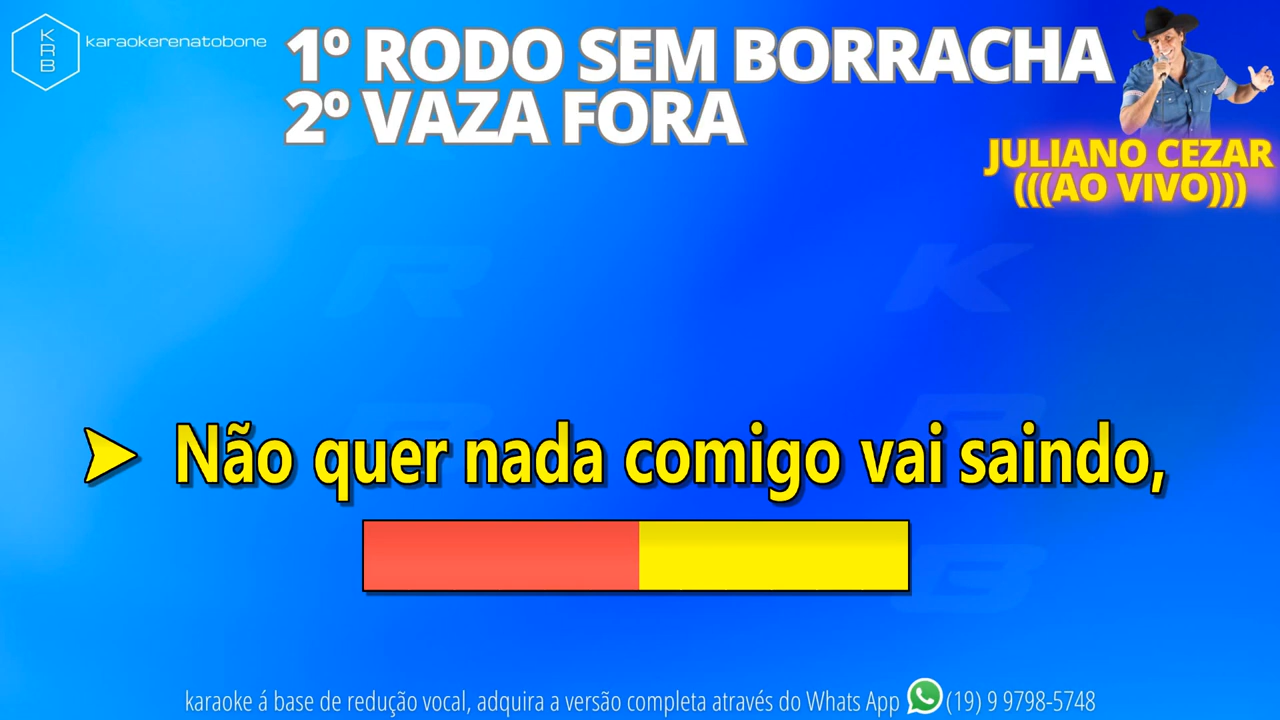 KRB
karaokerenatobone
1º RODO SEM BORRACHA
2º VAZA FORA
JULIANO CEZAR
(((AO VIVO)))
R
K
R
B
Não quer nada comigo vai saindo,
karaoke á base de redução vocal, adquira a versão completa através do Whats App (19) 9 9798-5748